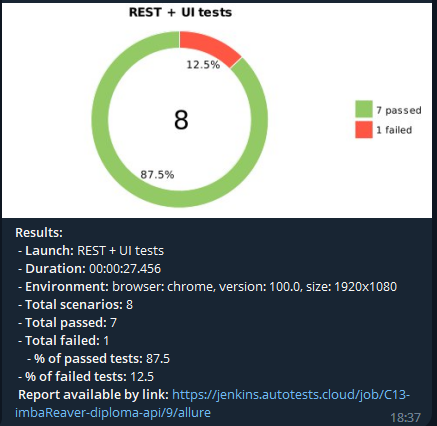 REST + UI tests
12.5%
8
87.5%
7 passed
1 failed
Results:
- Launch: REST + UI tests
- Duration: 00:00:27.456
- Environment: browser: chrome, version: 100.0, size: 1920x1080
- Total scenarios: 8
- Total passed: 7
- Total failed: 1
- % of passed tests: 87.5
- % of failed tests: 12.5
Report available by link: https://jenkins.autotests.cloud/job/C13-
imbaReaver-diploma-api/9/allure
18:37